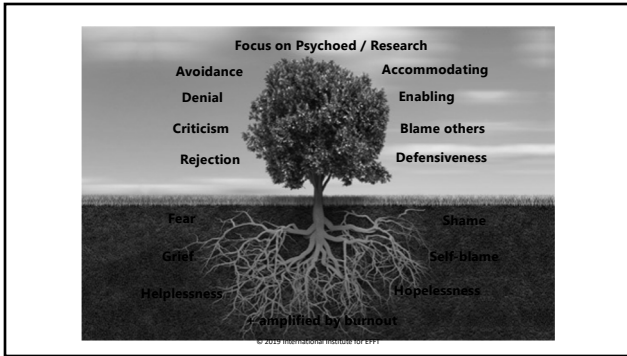 Focus on Psychoed / Research
Avoidance Accommodating
Denial Enabling
Criticism Blame others
Rejection Defensiveness
Fear Shame
Grief Self-blame
Helplessness Hopelessness
+ amplified by burnout
© 2019 International Institute for EFFT